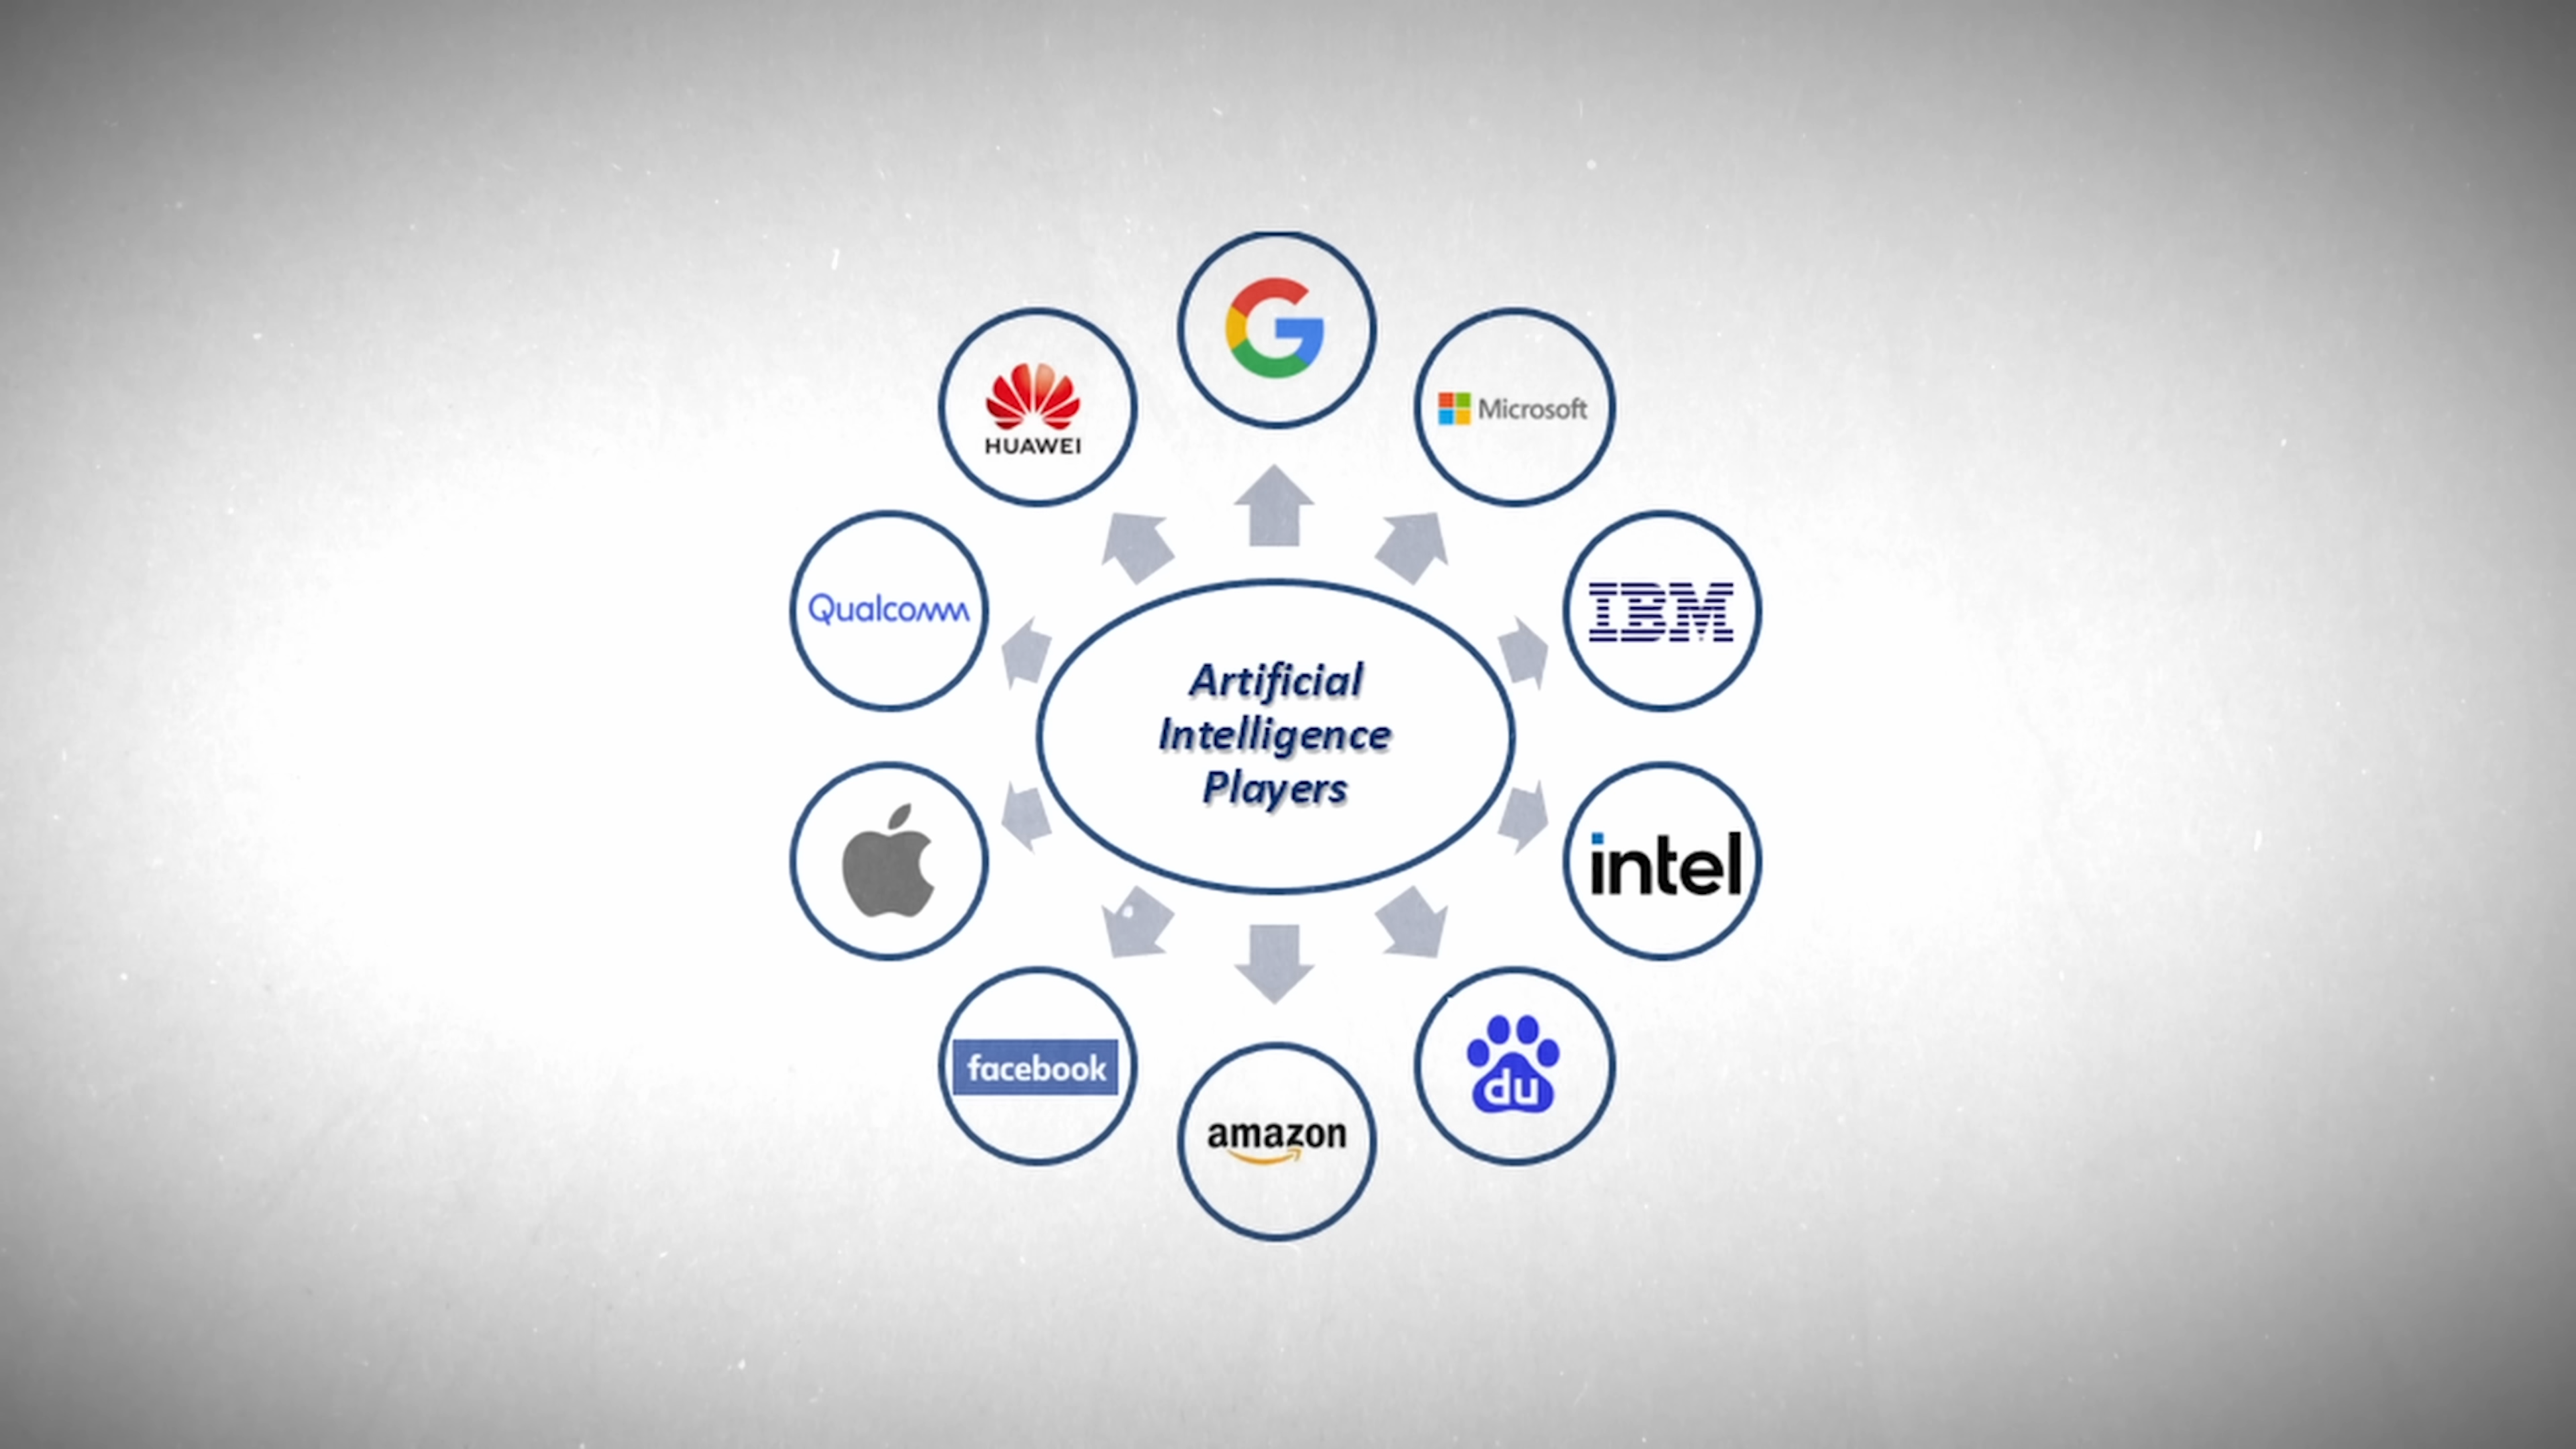 G
Microsoft
HUAWEI
IBM
Qualcomm
Artificial
Intelligence
Players
intel
facebook
du
amazon